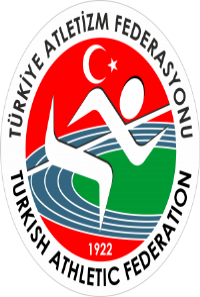 TÜRKİYE ATLETİZM FEDERASYONU
1922
TURKISH ATHLETIC FEDERATION